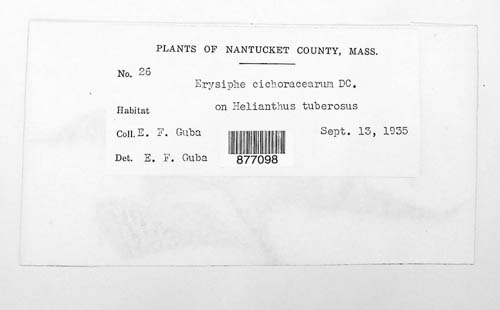 PLANTS OF NANTUCKET COUNTY, MASS.
No. 26
Erysiphe cichoracearum DC.
Habitat on Helianthus tuberosus
Coll. E. F. Guba Sept. 13, 1935
Det. E. F. Guba
877098